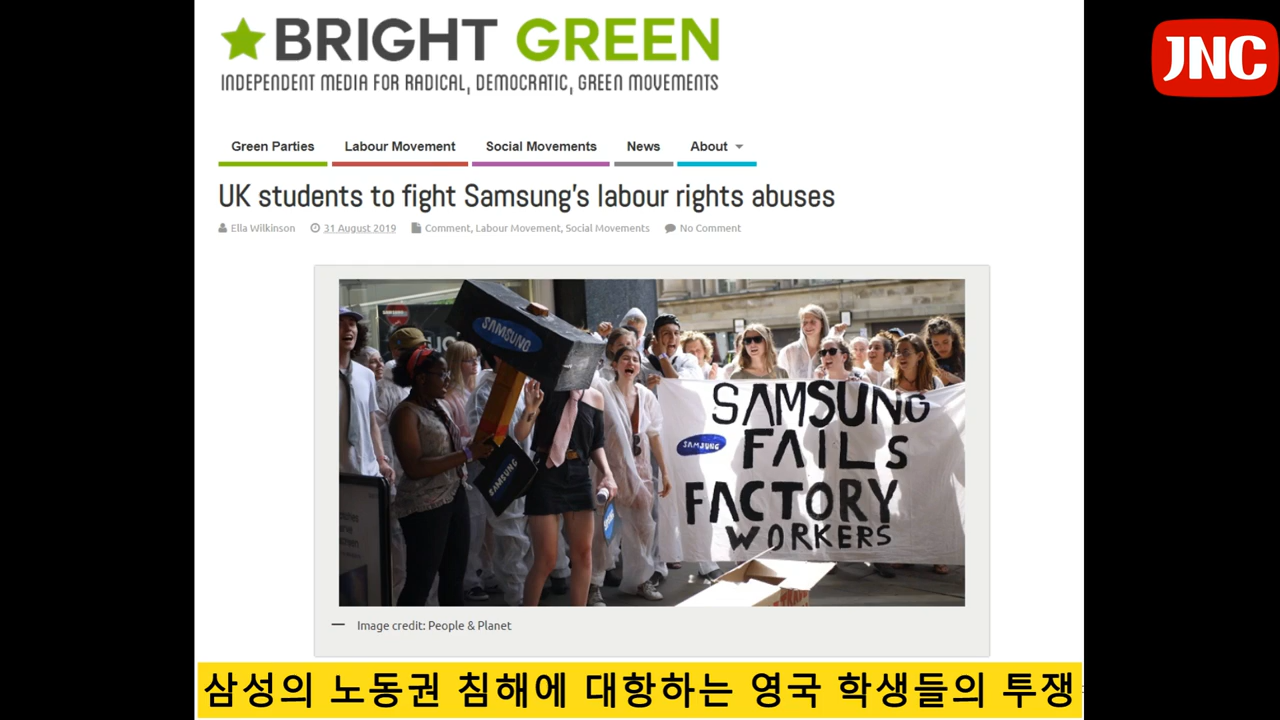 BRIGHT GREEN
JNC
INDEPENDENT MEDIA FOR RADICAL, DEMOCRATIC, GREEN MOVEMENTS
Green Parties Labour Movement Social Movements News About
UK students to fight Samsung's labour rights abuses
Ella Wilkinson 31 August 2019 Comment, Labour Movement, Social Movements No Comment
SAMSUNG
SAMSUNG
SAMSUNG
SAMSUNG
FAILS
FACTORY
WORKERS
— Image credit: People & Planet
삼성의 노동권 침해에 대항하는 영국 학생들의 투쟁